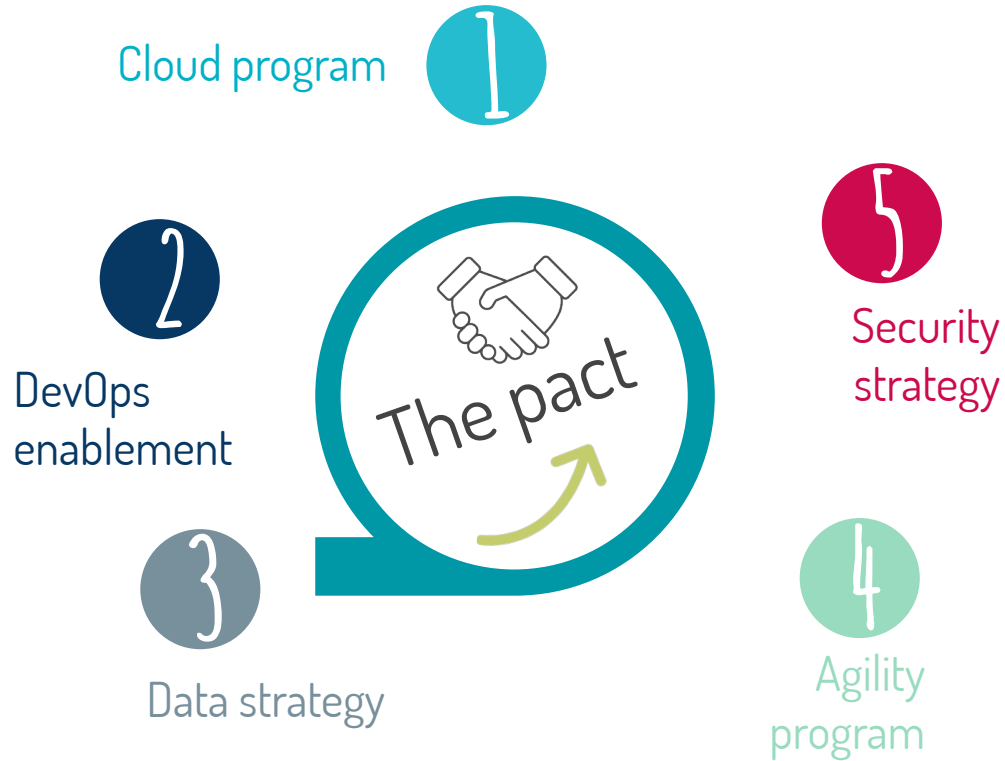 1
Cloud program
2
DevOps
enablement
3
Data strategy
4
Agility
program
5
Security
strategy
The pact